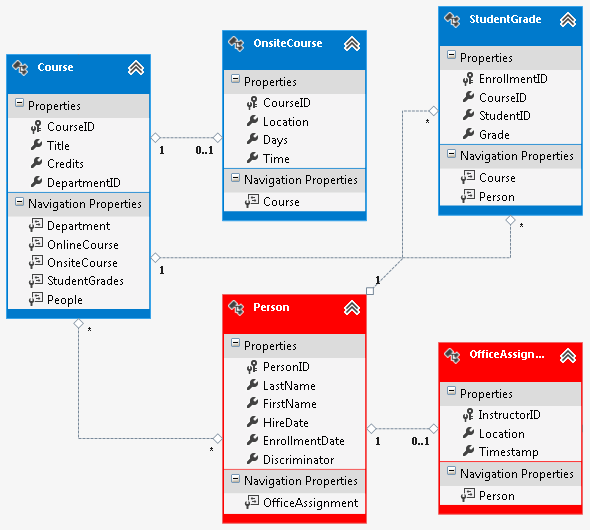 Course
Properties
CourseID
Title
Credits
DepartmentID
Navigation Properties
Department
OnlineCourse
OnsiteCourse
StudentGrades
People
OnsiteCourse
Properties
CourseID
Location
Days
Time
Navigation Properties
Course
StudentGrade
Properties
EnrollmentID
CourseID
StudentID
Grade
Navigation Properties
Course
Person
1
0..1
*
1
*
1
*
*
Person
Properties
PersonID
LastName
FirstName
HireDate
EnrollmentDate
Discriminator
Navigation Properties
OfficeAssignment
1
0..1
OfficeAssign...
Properties
InstructorID
Location
Timestamp
Navigation Properties
Person